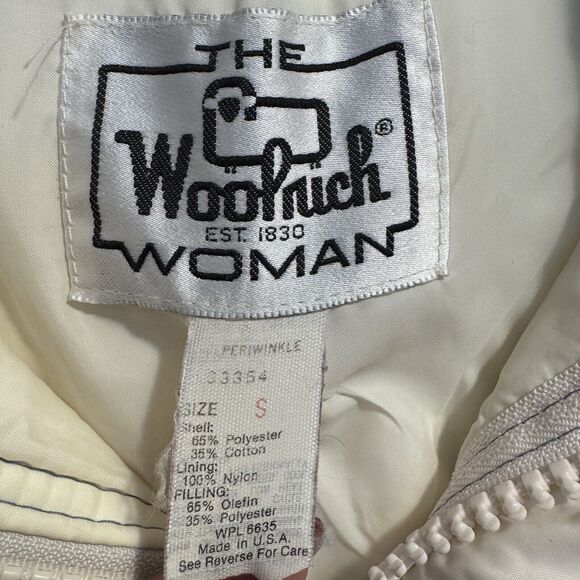 THE
Woolrich®
EST. 1830
WOMAN
PERIWINKLE
33354
SIZE S
Shell:
65% Polyester
35% Cotton
Lining:
100% Nylon
FILLING:
65% Olefin
35% Polyester
WPL 6635
Made in U.S.A.
See Reverse For Care